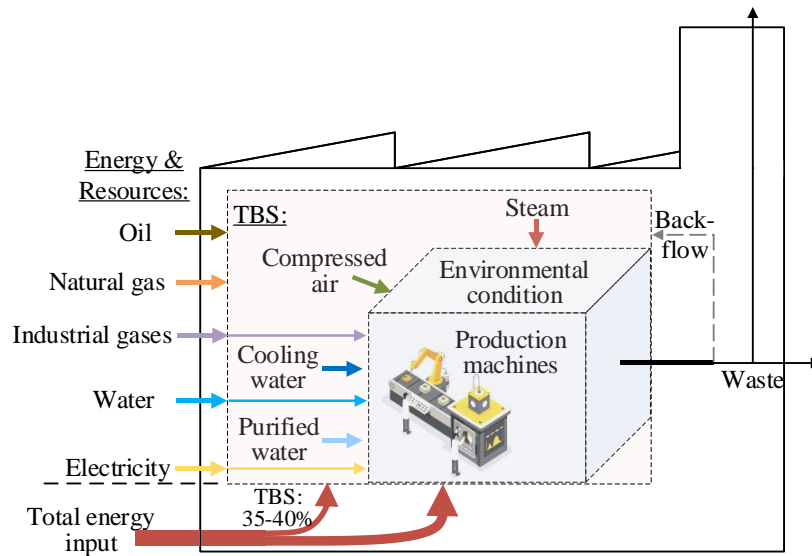 Energy &
Resources:
TBS:
Steam
Back-
flow
Oil
Compressed
air
Environmental
condition
Natural gas
Industrial gases
Production
machines
Cooling
water
Waste
Water
Purified
water
Electricity
TBS:
35-40%
Total energy
input